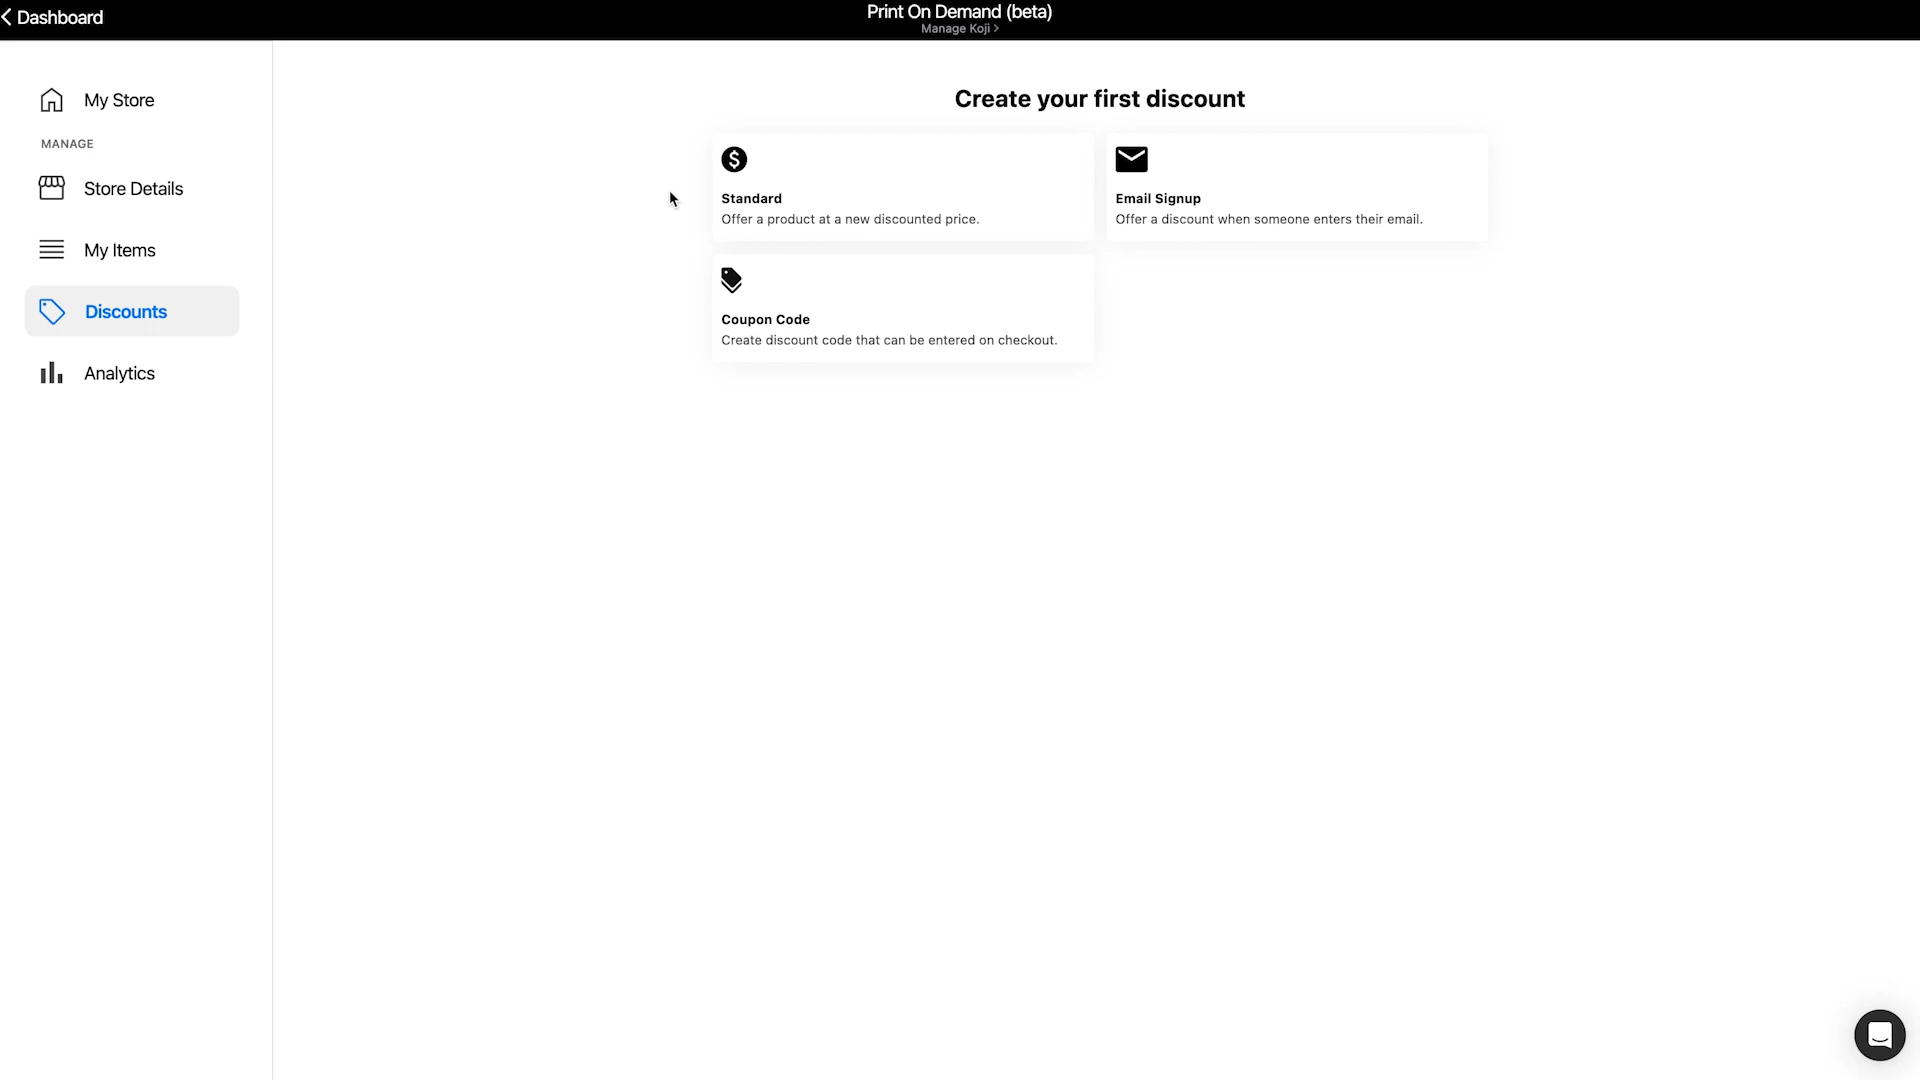 Dashboard
Print On Demand (beta)
Manage Koji >
My Store
MANAGE
Store Details
My Items
Discounts
Analytics
Create your first discount
Standard
Offer a product at a new discounted price.
Email Signup
Offer a discount when someone enters their email.
Coupon Code
Create discount code that can be entered on checkout.